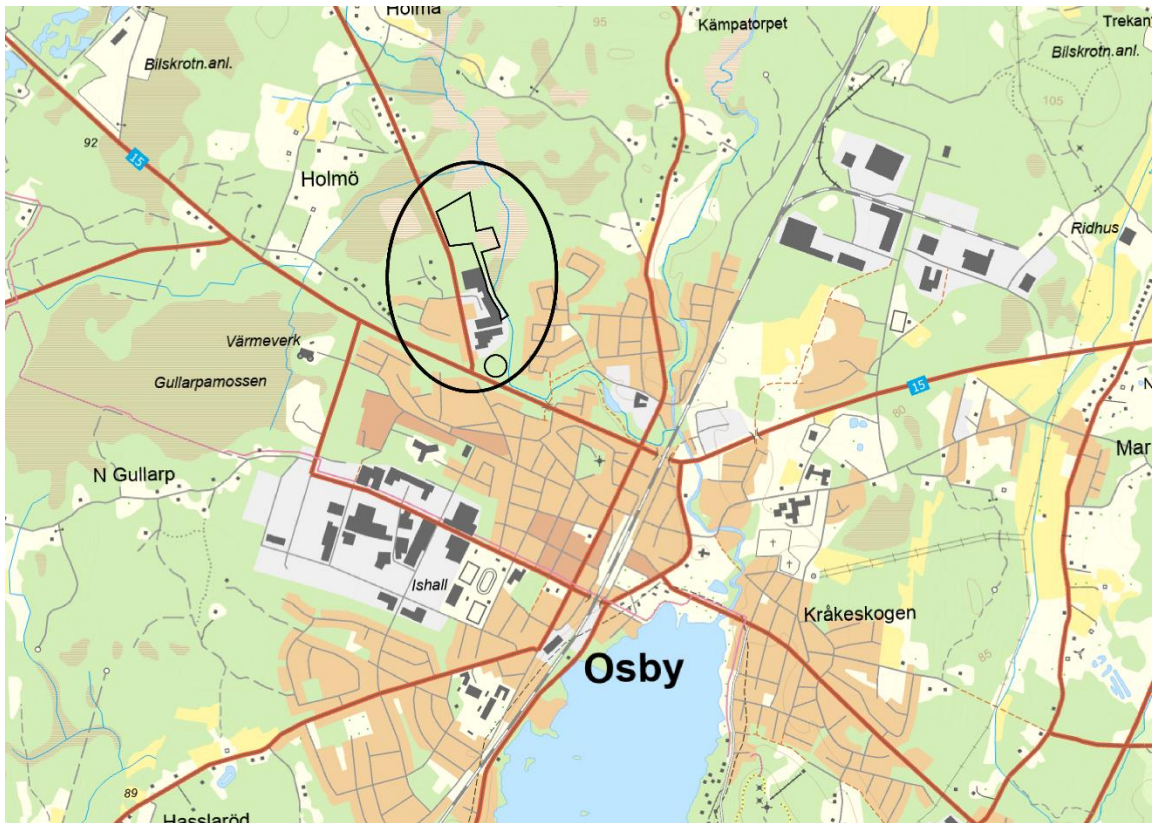 Holma
Kämpatorpet
Trekant
Bilskrotn.anl.
Bilskrotn.anl.
95
105
92
15
Holmö
Ridhus
Värmeverk
Gullarpamossen
15
80
N Gullarp
Mar
N
Ishall
Kråkeskogen
Osby
85
89
Hasslaröd